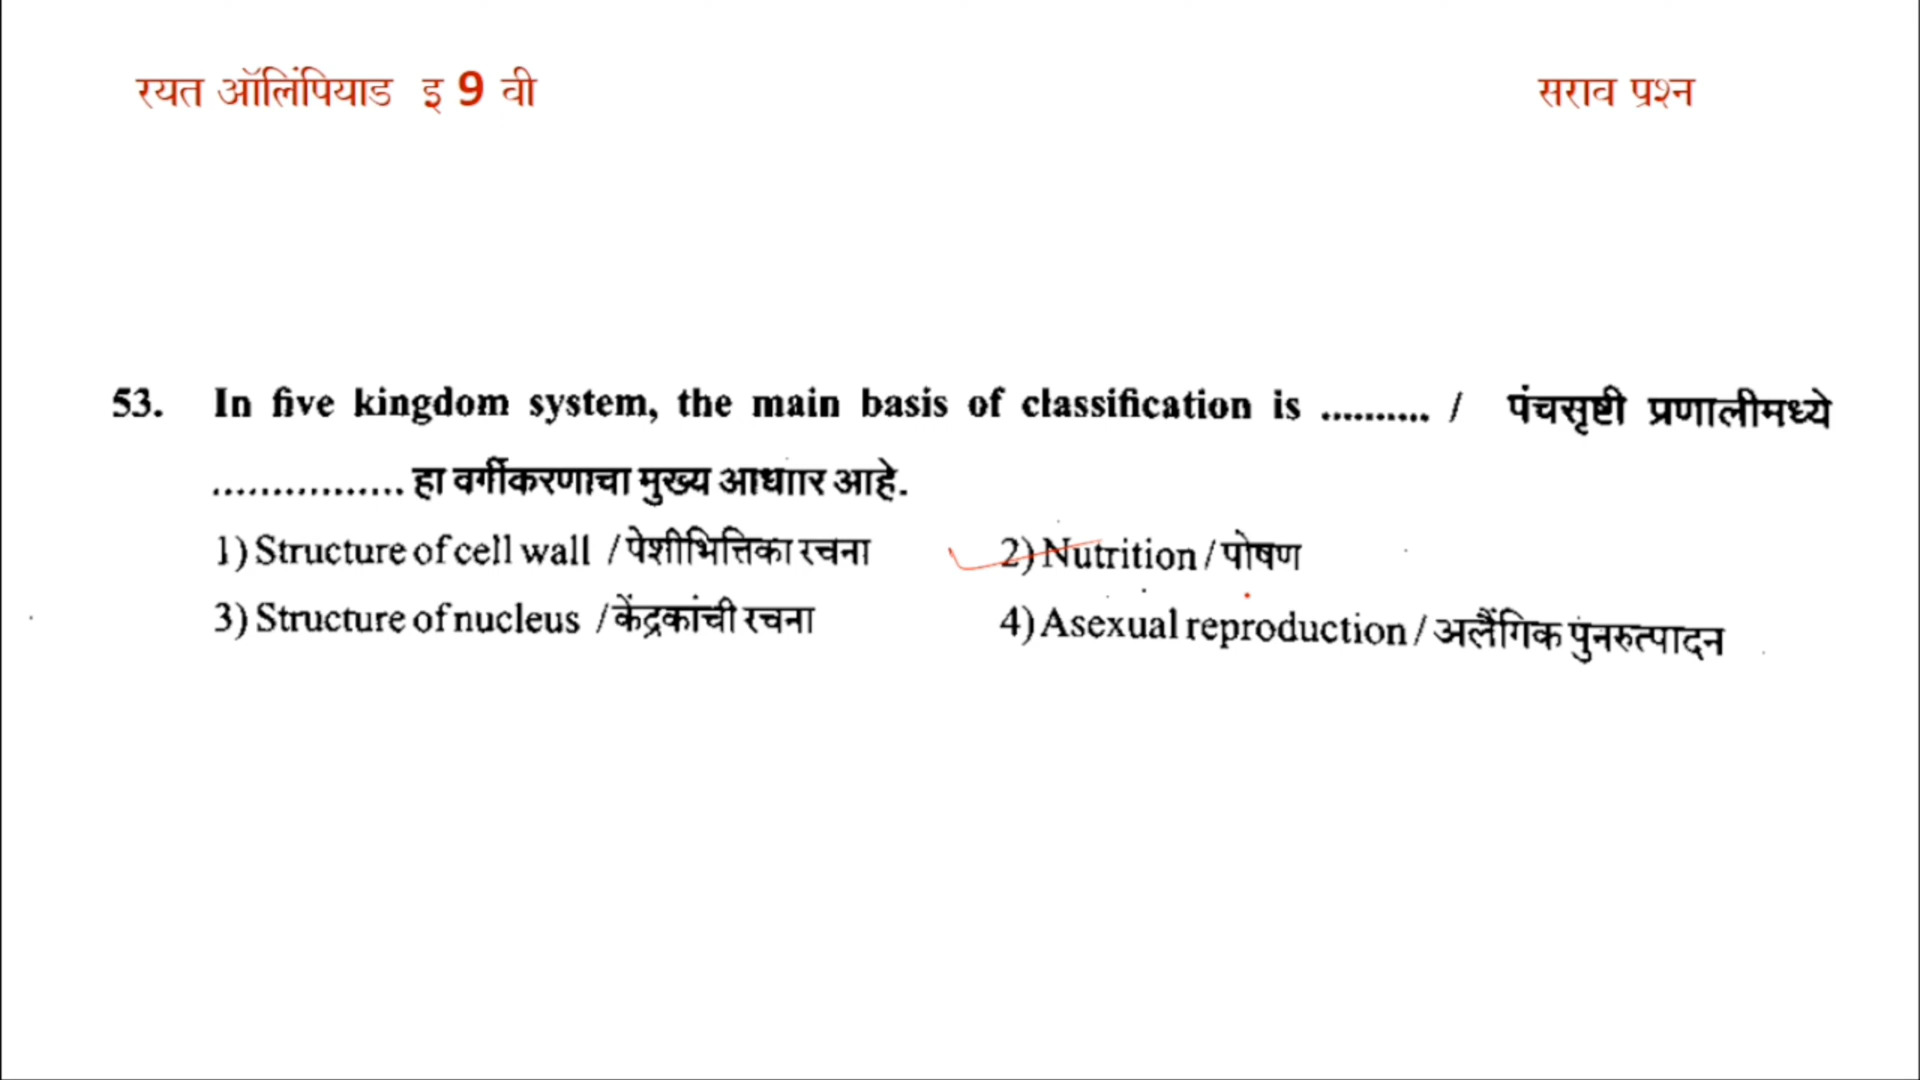 रयत ऑलिंपियाड इ 9 वी
सराव प्रश्न
53. In five kingdom system, the main basis of classification is .......... / पंचसृष्टी प्रणालीमध्ये
................ हा वर्गीकरणाचा मुख्य आधाार आहे.
1) Structure of cell wall / पेशीभित्तिका रचना 2) Nutrition / पोषण
3) Structure of nucleus / केंद्रकांची रचना 4) Asexual reproduction / अलैंगिक पुंनरुत्पादन